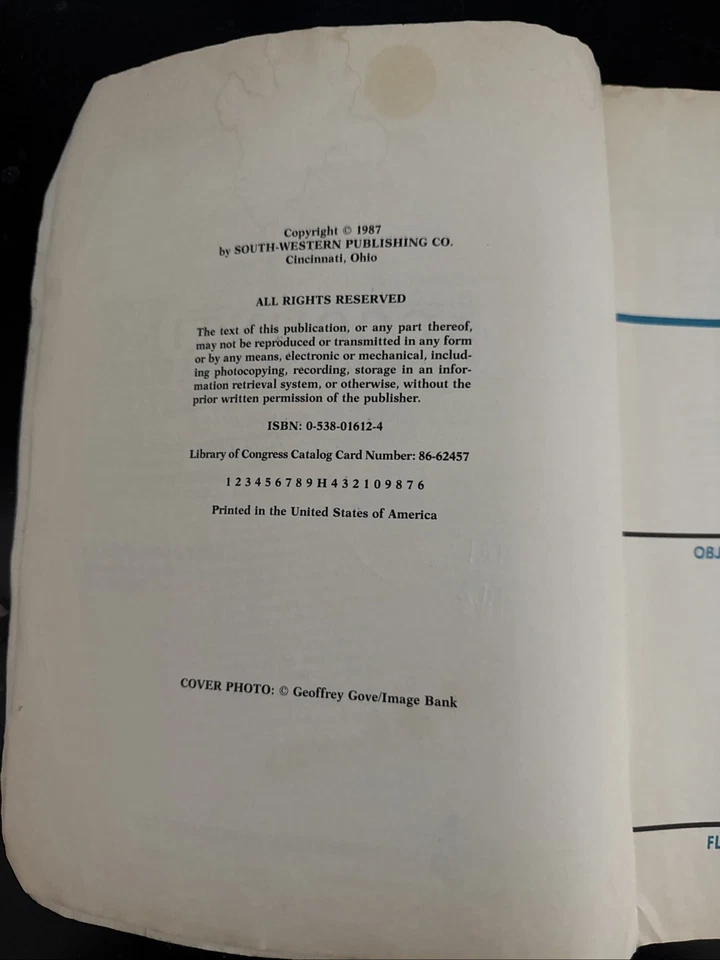 Copyright © 1987
by SOUTH-WESTERN PUBLISHING CO.
Cincinnati, Ohio
ALL RIGHTS RESERVED
The text of this publication, or any part thereof,
may not be reproduced or transmitted in any form
or by any means, electronic or mechanical, includ-
ing photocopying, recording, storage in an infor-
mation retrieval system, or otherwise, without the
prior written permission of the publisher.
ISBN: 0-538-01612-4
Library of Congress Catalog Card Number: 86-62457
1 2 3 4 5 6 7 8 9 H 4 3 2 1 0 9 8 7 6
Printed in the United States of America
COVER PHOTO: © Geoffrey Gove/Image Bank
OBJ
FL